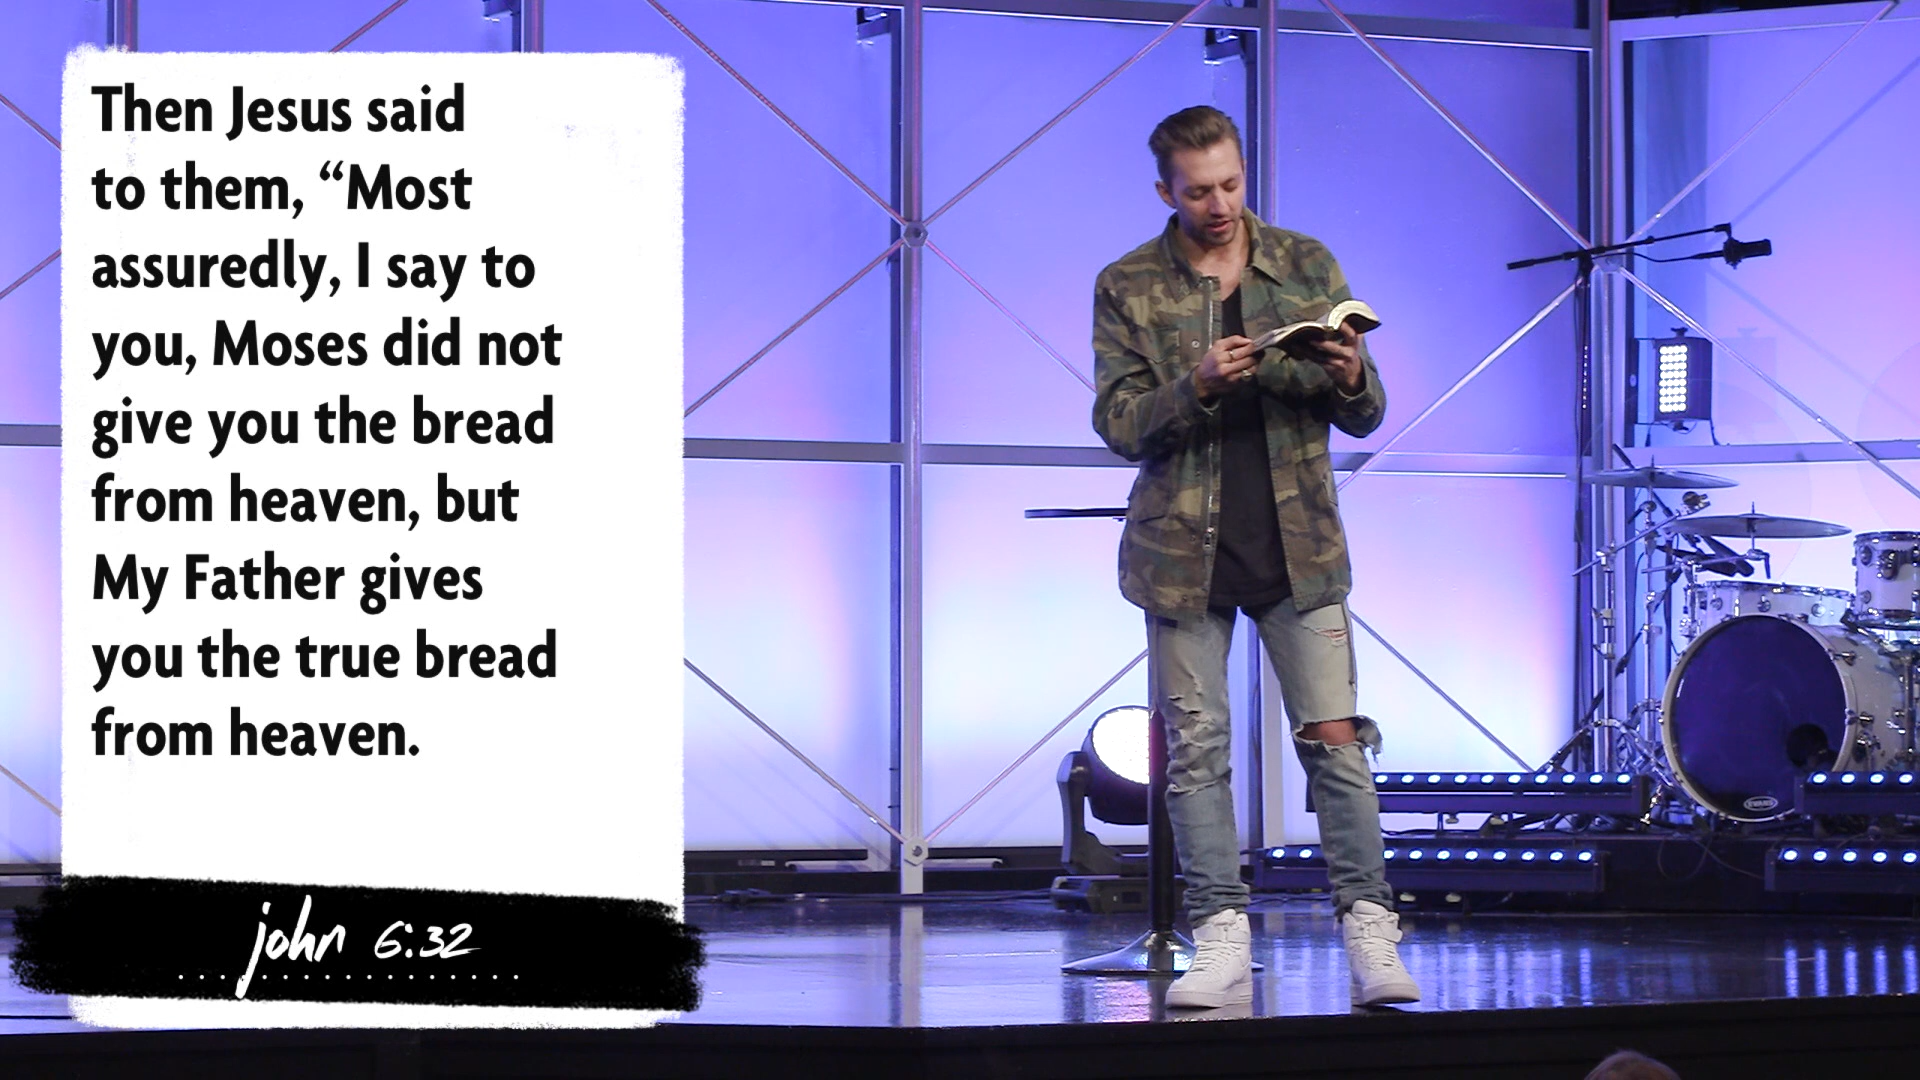 Then Jesus said
to them, “Most
assuredly, I say to
you, Moses did not
give you the bread
from heaven, but
My Father gives
you the true bread
from heaven.
john 6:32
EVANS